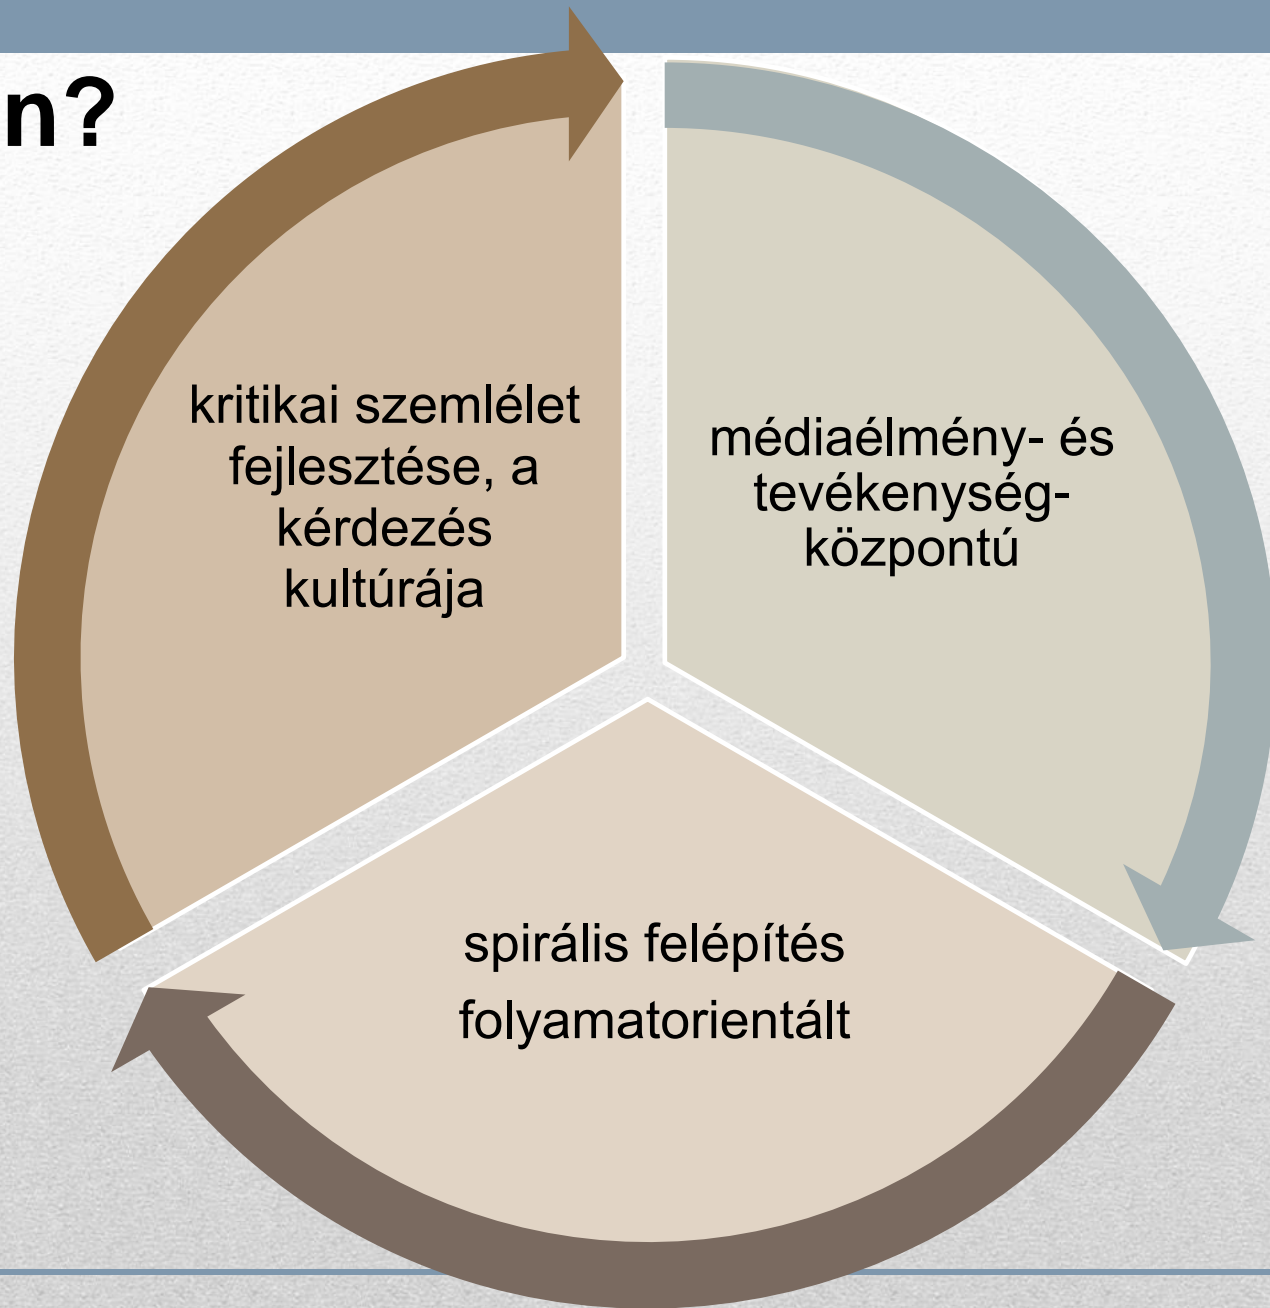 n?
kritikai szemlélet
fejlesztése, a
kérdezés
kultúrája
médiaélmény- és
tevékenység-
központú
spirális felépítés
folyamatorientált